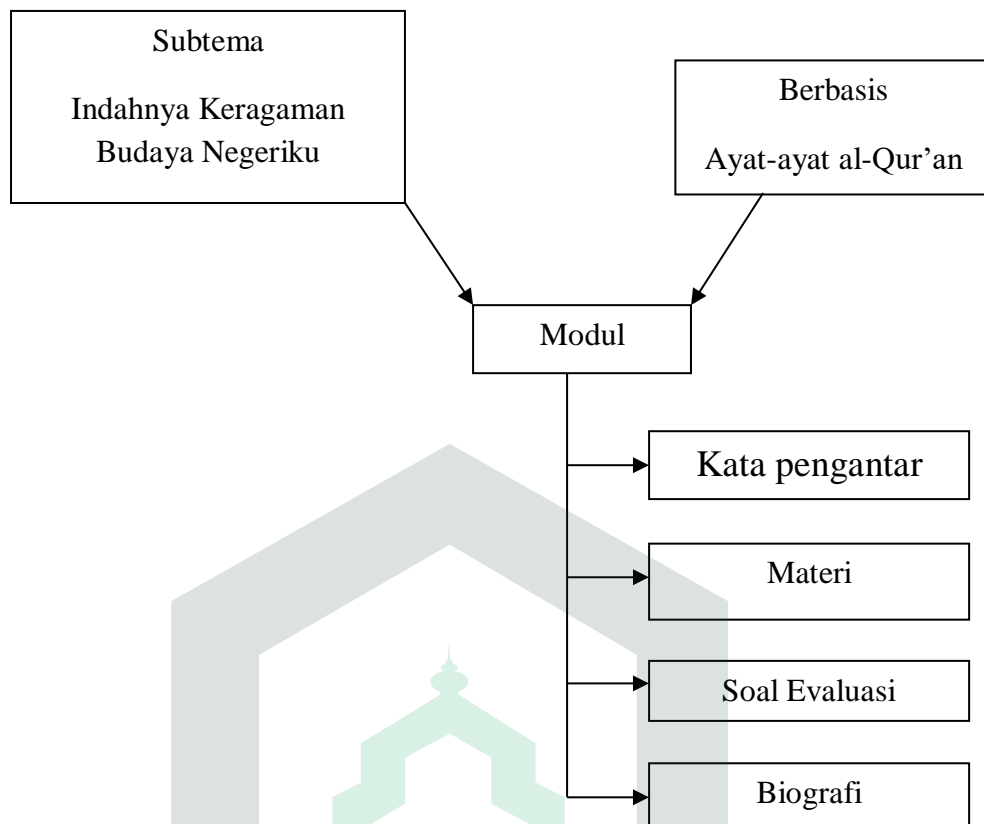 Subtema
Indahnya Keragaman
Budaya Negeriku
Berbasis
Ayat-ayat al-Qur’an
Modul
Kata pengantar
Materi
Soal Evaluasi
Biografi